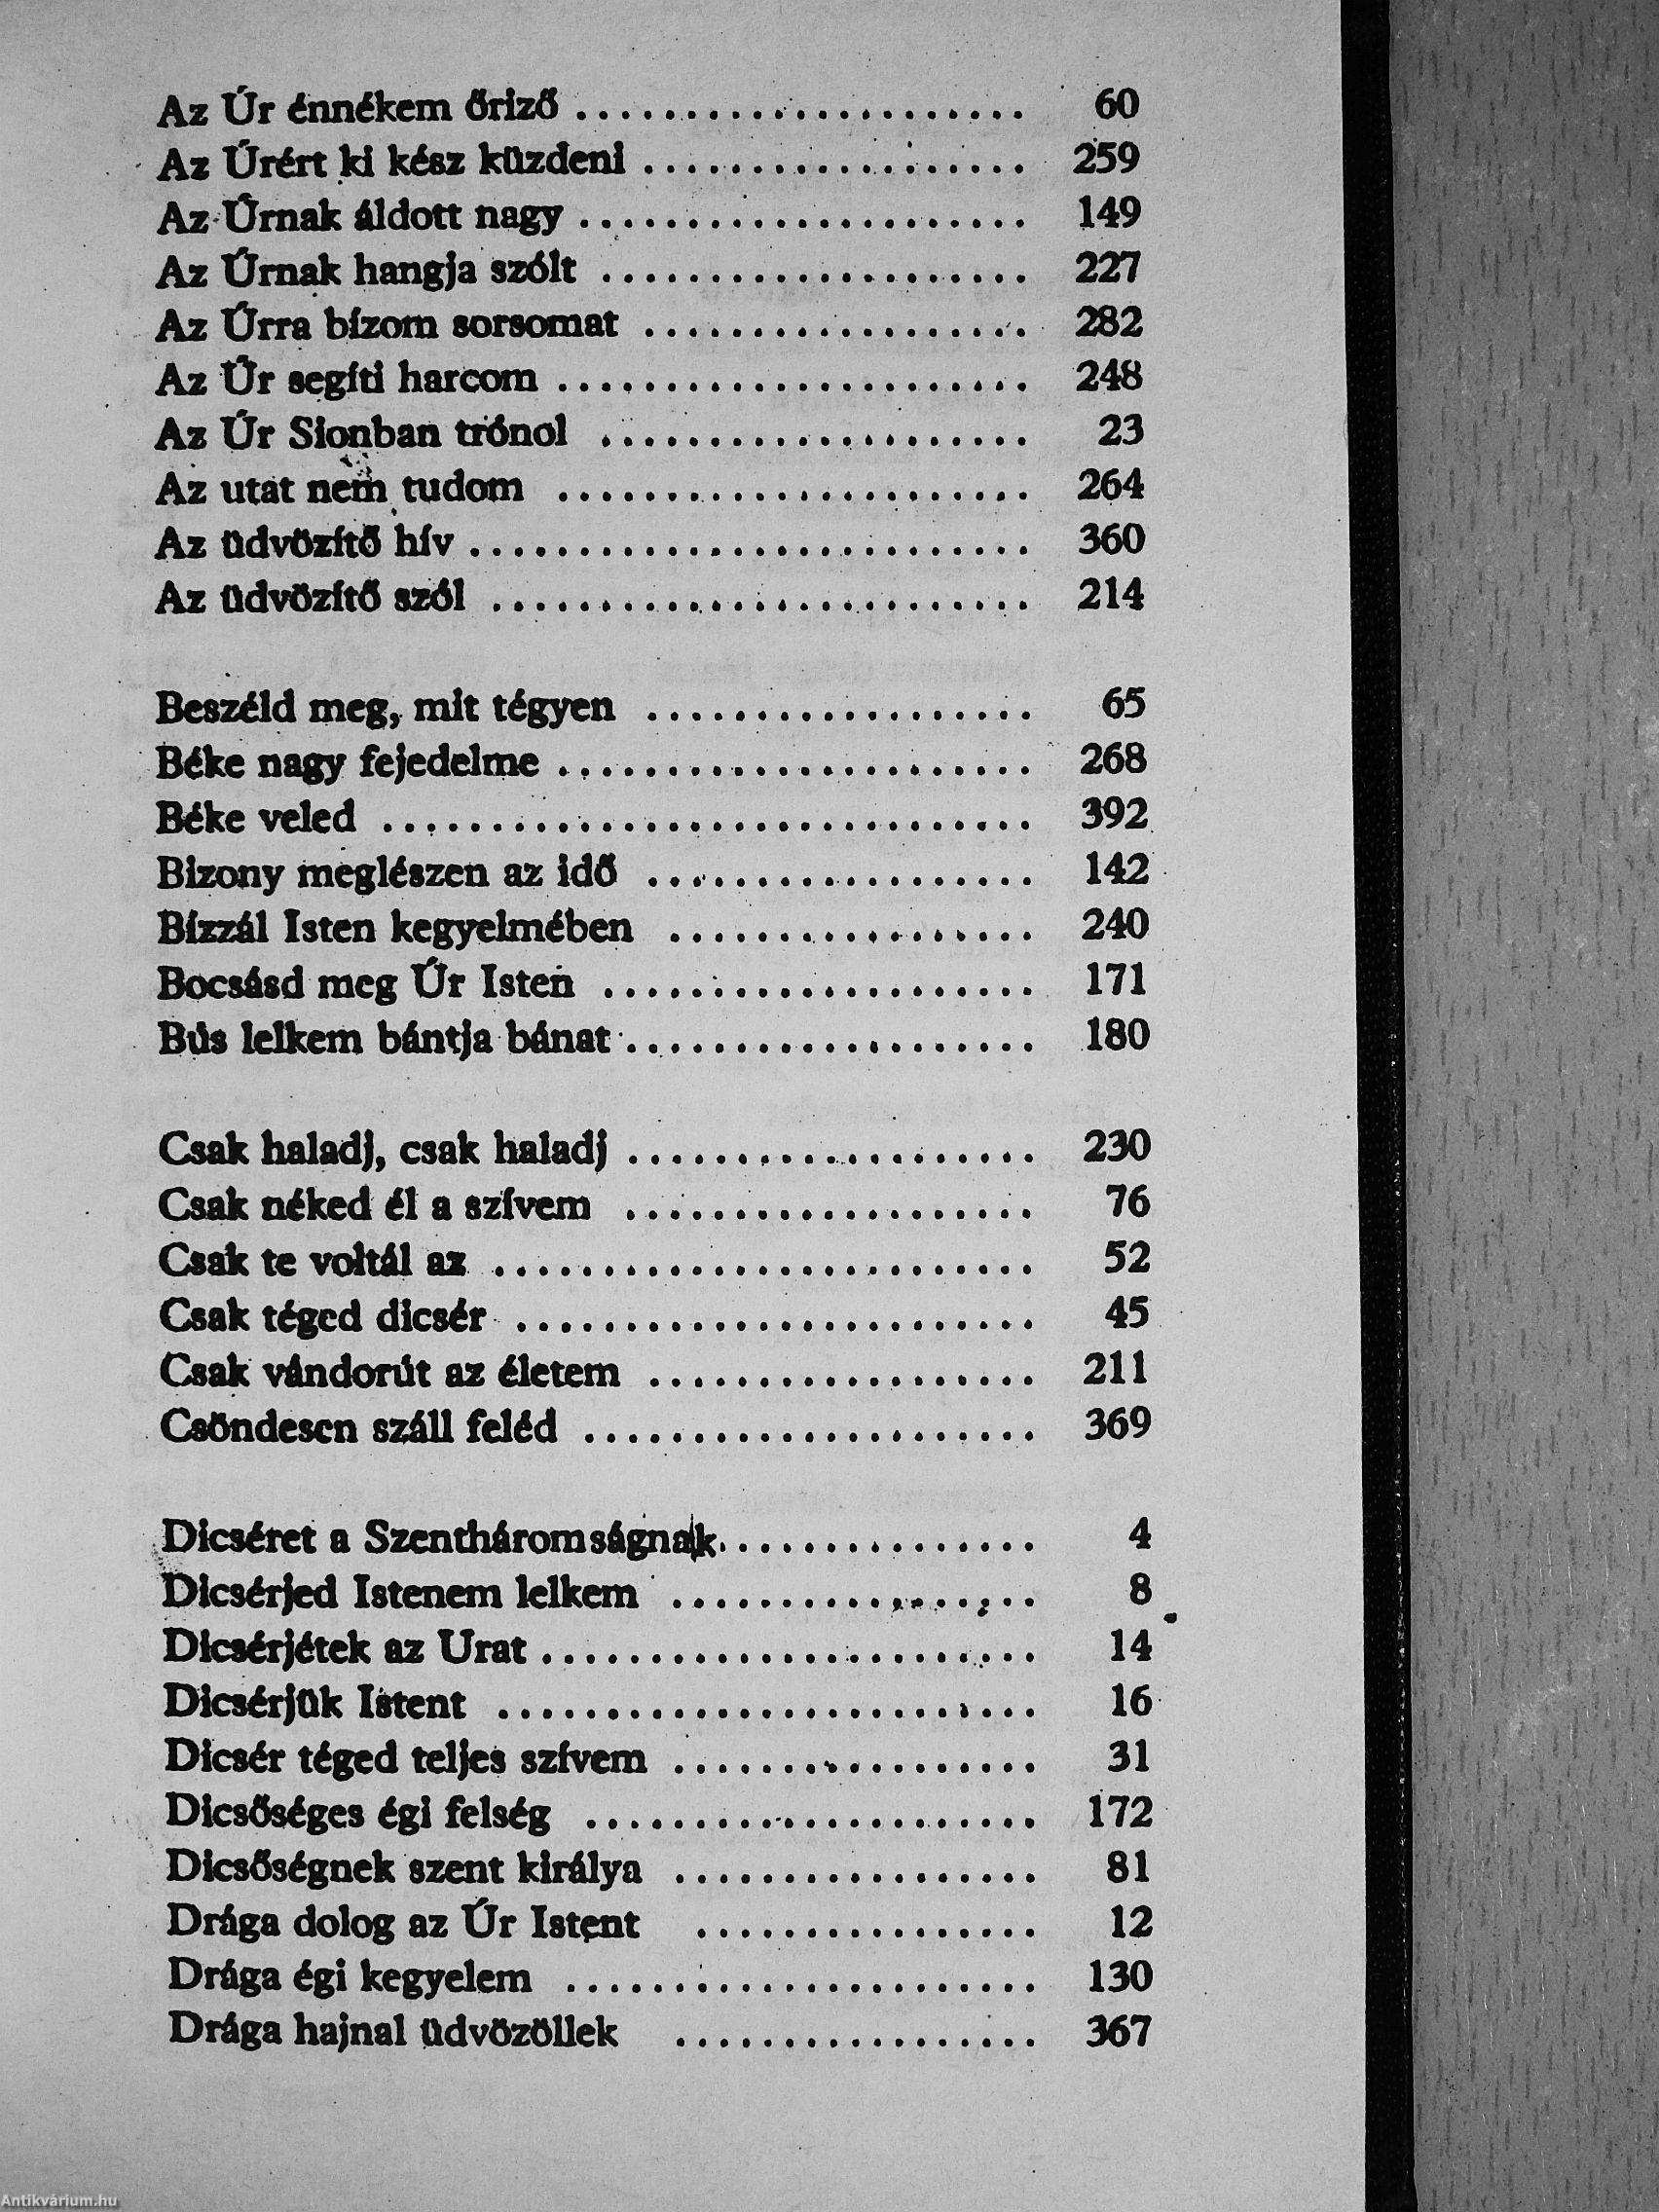 Az Úr énnékem őriző . . . . . . . . . . . . . . . . . . . . . 60
Az Úrért ki kész küzdeni . . . . . . . . . . . . . . . . . . 259
Az Úrnak áldott nagy . . . . . . . . . . . . . . . . . . . . . 149
Az Úrnak hangja szólt . . . . . . . . . . . . . . . . . . . . 227
Az Úrra bízom sorsomat . . . . . . . . . . . . . . . . . . 282
Az Úr segíti harcom . . . . . . . . . . . . . . . . . . . . . . 248
Az Úr Sionban trónol . . . . . . . . . . . . . . . . . . . . 23
Az utat nem tudom . . . . . . . . . . . . . . . . . . . . . . 264
Az üdvözítő hív . . . . . . . . . . . . . . . . . . . . . . . . . . 360
Az üdvözítő szól . . . . . . . . . . . . . . . . . . . . . . . . . 214
Beszéld meg, mit tégyen . . . . . . . . . . . . . . . . . . 65
Béke nagy fejedelme . . . . . . . . . . . . . . . . . . . . . . 268
Béke veled . . . . . . . . . . . . . . . . . . . . . . . . . . . . . . 392
Bizony meglészen az idő . . . . . . . . . . . . . . . . . . 142
Bízzál Isten kegyelmében . . . . . . . . . . . . . . . . . 240
Bocsásd meg Úr Isten . . . . . . . . . . . . . . . . . . . . 171
Bús lelkem bántja bánat . . . . . . . . . . . . . . . . . . . 180
Csak haladj, csak haladj . . . . . . . . . . . . . . . . . . . 230
Csak néked él a szívem . . . . . . . . . . . . . . . . . . . 76
Csak te voltál az . . . . . . . . . . . . . . . . . . . . . . . . . 52
Csak téged dicsér . . . . . . . . . . . . . . . . . . . . . . . . 45
Csak vándorút az életem . . . . . . . . . . . . . . . . . . 211
Csöndesen száll feléd . . . . . . . . . . . . . . . . . . . . . 369
Dicséret a Szentháromságnak . . . . . . . . . . . . . . . 4
Dicsérjed Istenem lelkem . . . . . . . . . . . . . . . . . 8
Dicsérjétek az Urat . . . . . . . . . . . . . . . . . . . . . . . 14
Dicsérjük Istent . . . . . . . . . . . . . . . . . . . . . . . . . 16
Dicsér téged teljes szívem . . . . . . . . . . . . . . . . . 31
Dicsőséges égi felség . . . . . . . . . . . . . . . . . . . . . 172
Dicsőségnek szent királya . . . . . . . . . . . . . . . . . 81
Drága dolog az Úr Istent . . . . . . . . . . . . . . . . 12
Drága égi kegyelem . . . . . . . . . . . . . . . . . . . . . . 130
Drága hajnal üdvözöllek . . . . . . . . . . . . . . . . . 367
Antikvárium.hu